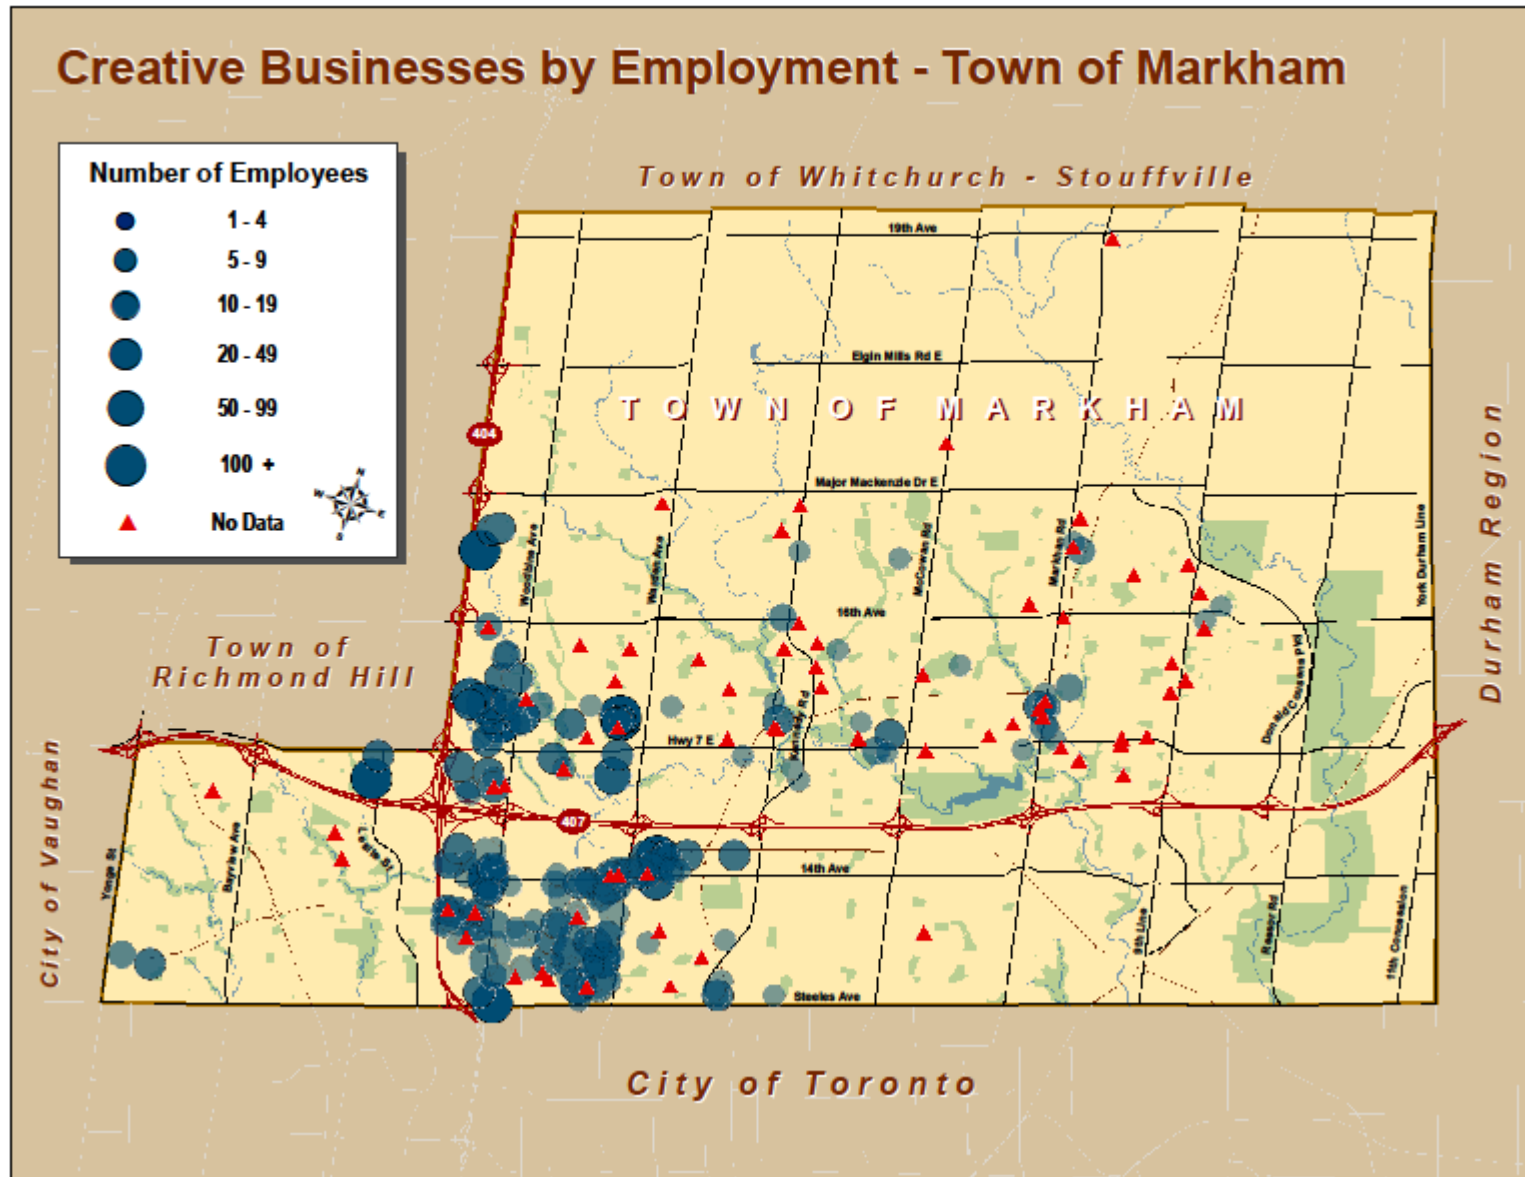 Creative Businesses by Employment - Town of Markham
Number of Employees
1 - 4
5 - 9
10 - 19
20 - 49
50 - 99
100 +
No Data
N
W
E
S
Town of Whitchurch - Stouffville
19th Ave
Elgin Mills Rd E
TOWN OF MARKHAM
404
Major Mackenzie Dr E
Woodbine Ave
Warden Ave
McCowan Rd
Markham Rd
York Durham Line
Durham Region
16th Ave
Town of
Richmond Hill
Kennedy Rd
Donald Cousens Pky
Hwy 7 E
City of Vaughan
407
Yonge St
Bayview Ave
Leslie St
14th Ave
9th Line
Reesor Rd
11th Concession
Steeles Ave
City of Toronto